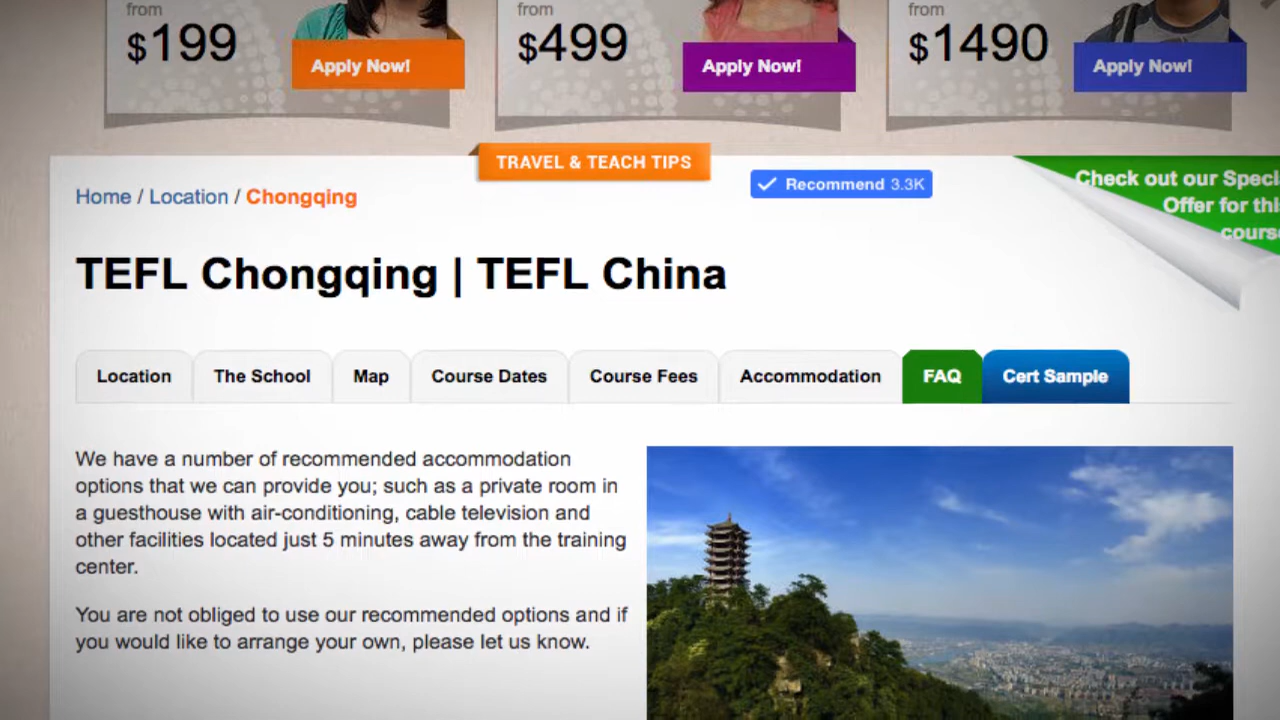 from
$199
Apply Now!
from
$499
Apply Now!
from
$1490
Apply Now!
TRAVEL & TEACH TIPS
Home / Location / Chongqing
Recommend 3.3K
Check out our
Offer for
TEFL Chongqing | TEFL China
Location
The School
Map
Course Dates
Course Fees
Accommodation
FAQ
Cert Sample
We have a number of recommended accommodation
options that we can provide you; such as a private room in
a guesthouse with air-conditioning, cable television and
other facilities located just 5 minutes away from the training
center.
You are not obliged to use our recommended options and if
you would like to arrange your own, please let us know.